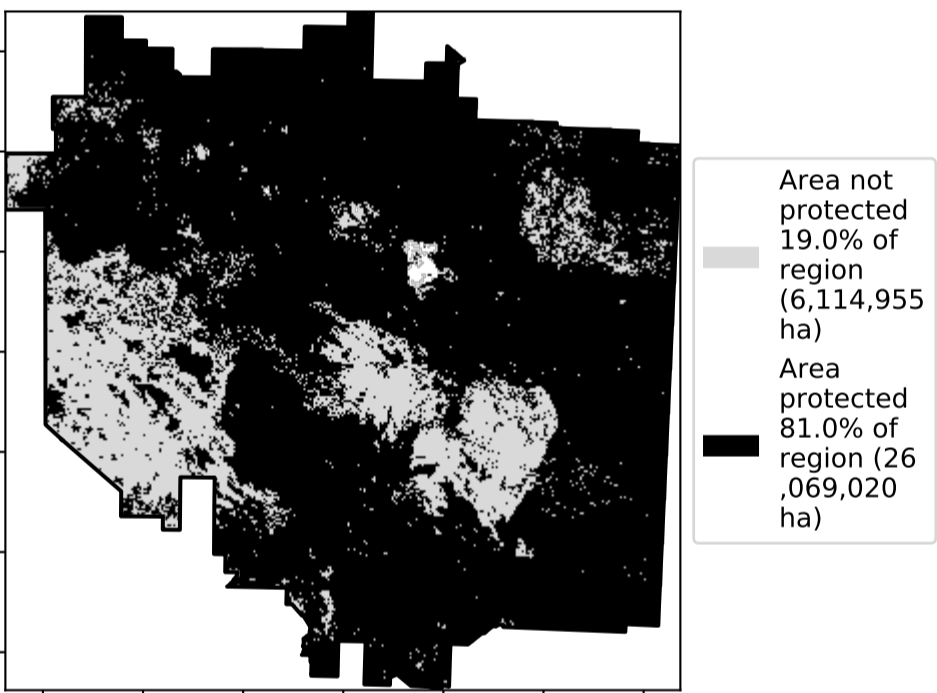 Area not
protected
19.0% of
region
(6,114,955
ha)
Area
protected
81.0% of
region (26
,069,020
ha)